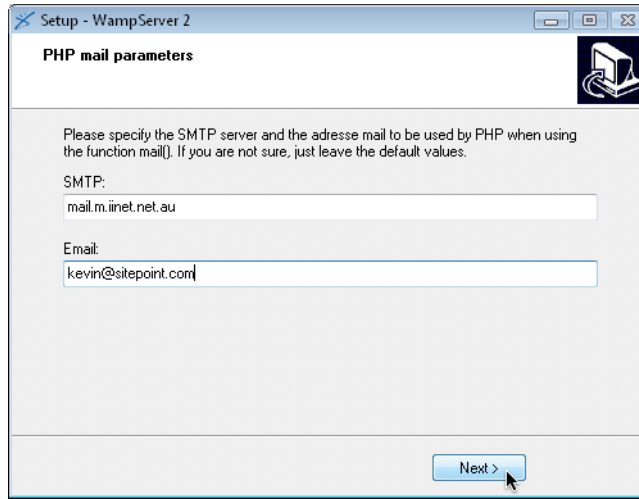 Setup - WampServer 2
PHP mail parameters
Please specify the SMTP server and the adresse mail to be used by PHP when using
the function mail(). If you are not sure, just leave the default values.
SMTP:
mail.m.iinet.net.au
Email:
kevin@sitepoint.com
Next >